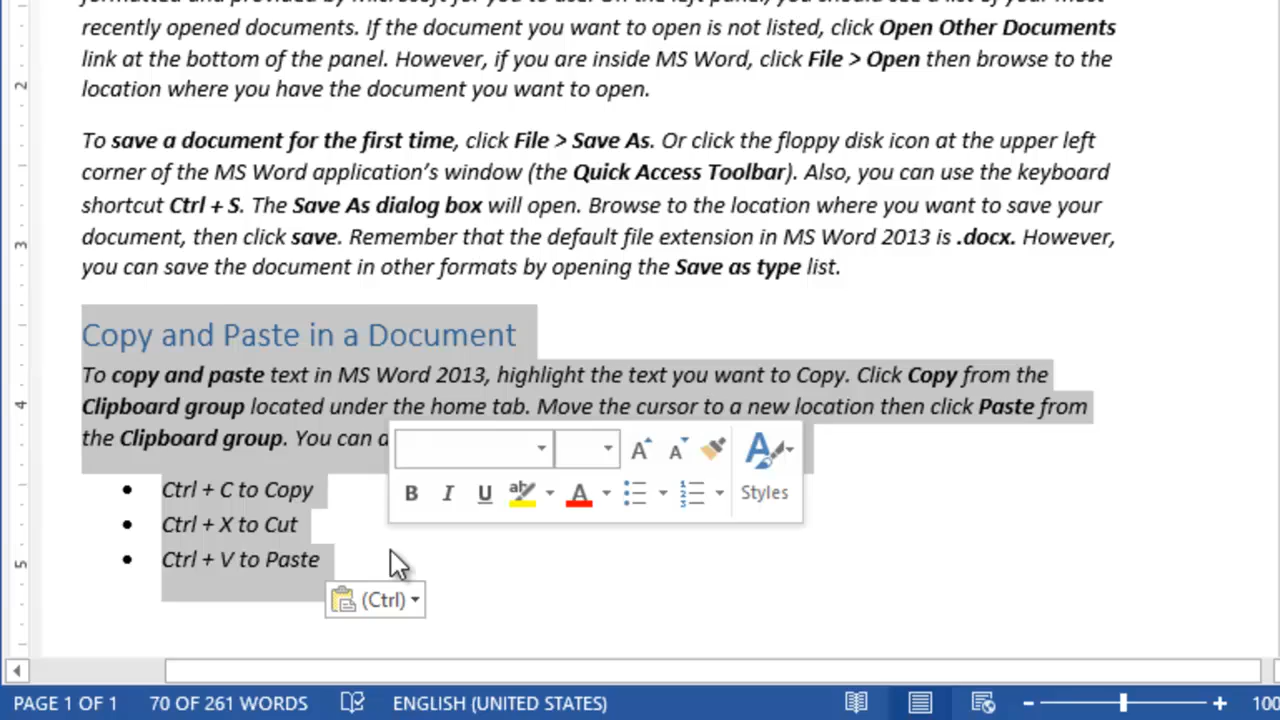 formatted and provided by Microsoft for you to use. On the left panel, you should see a list of your most
recently opened documents. If the document you want to open is not listed, click Open Other Documents
link at the bottom of the panel. However, if you are inside MS Word, click File > Open then browse to the
location where you have the document you want to open.
To save a document for the first time, click File > Save As. Or click the floppy disk icon at the upper left
corner of the MS Word application’s window (the Quick Access Toolbar). Also, you can use the keyboard
shortcut Ctrl + S. The Save As dialog box will open. Browse to the location where you want to save your
document, then click save. Remember that the default file extension in MS Word 2013 is .docx. However,
you can save the document in other formats by opening the Save as type list.
Copy and Paste in a Document
To copy and paste text in MS Word 2013, highlight the text you want to Copy. Click Copy from the
Clipboard group located under the home tab. Move the cursor to a new location then click Paste from
the Clipboard group. You can a
A A A
B I U ab A 1 2 3 Styles
Ctrl + C to Copy
Ctrl + X to Cut
Ctrl + V to Paste
(Ctrl)
2
3
4
5
PAGE 1 OF 1 70 OF 261 WORDS ENGLISH (UNITED STATES) 100